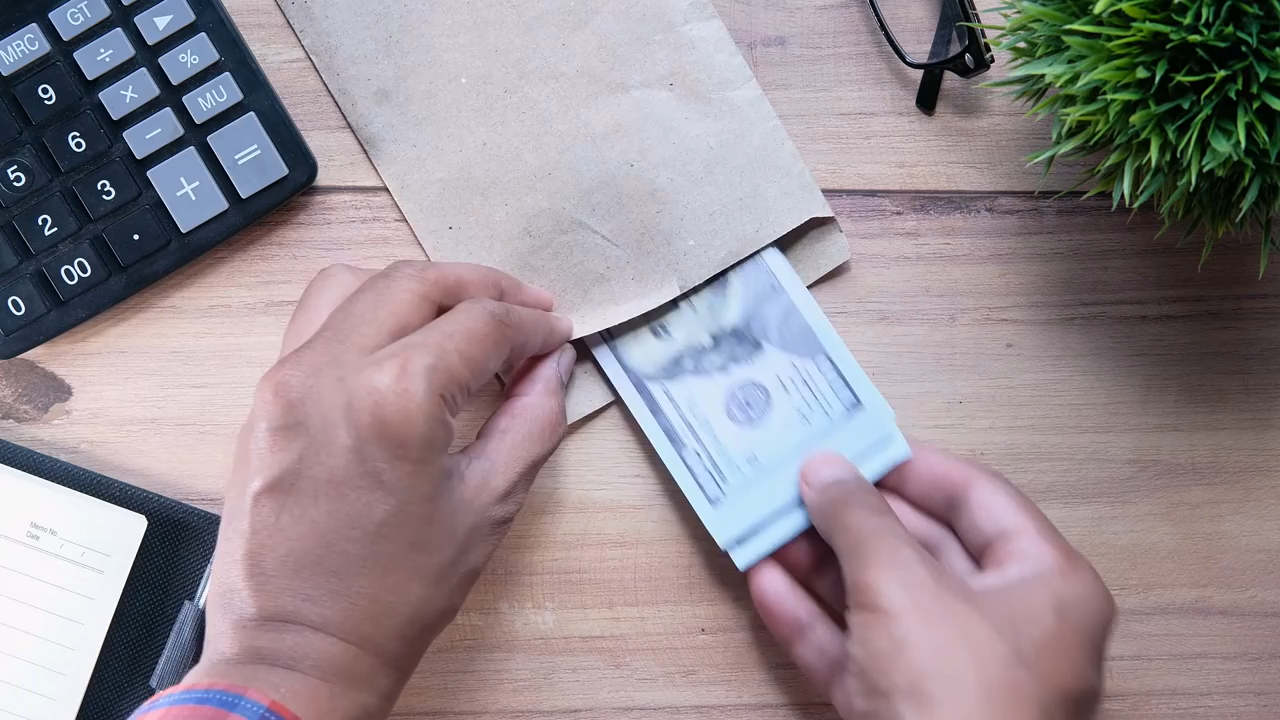 GT ▶
MRC ÷ %
9 × MU
6 −
5 3 + =
2 .
00
0
Memo No.
Date / /